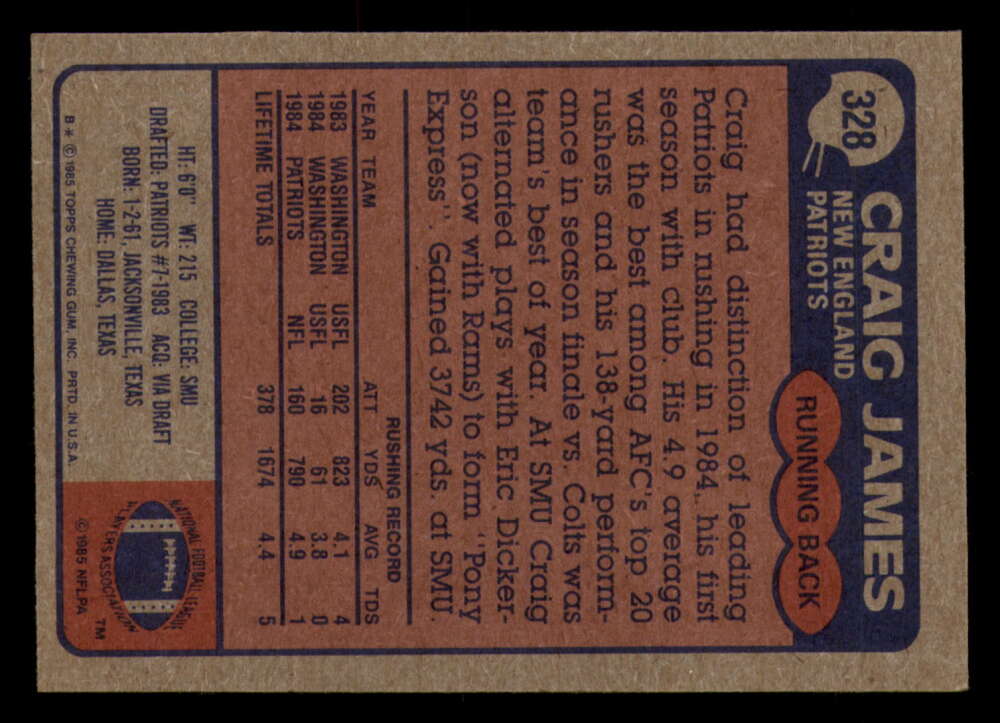 328
CRAIG JAMES
NEW ENGLAND
PATRIOTS
RUNNING BACK
Craig had distinction of leading
Patriots in rushing in 1984, his first
season with club. His 4.9 average
was the best among AFC's top 20
rushers and his 138-yard perform-
ance in season finale vs. Colts was
team's best of year. At SMU Craig
alternated plays with Eric Dicker-
son (now with Rams) to form "Pony
Express". Gained 3742 yds. at SMU.
RUSHING RECORD
YEAR TEAM ATT YDS AVG TDS
1983 WASHINGTON USFL 202 823 4.1 4
1984 WASHINGTON USFL 16 61 3.8 0
1984 PATRIOTS NFL 160 790 4.9 1
LIFETIME TOTALS 378 1674 4.4 5
HT: 6'0" WT: 215 COLLEGE: SMU
DRAFTED: PATRIOTS #7-1983 ACQ: VIA DRAFT
BORN: 1-2-61, JACKSONVILLE, TEXAS
HOME: DALLAS, TEXAS
B* © 1985 TOPPS CHEWING GUM, INC. PRTD. IN U.S.A.
NATIONAL FOOTBALL LEAGUE
PLAYERS ASSOCIATION
TM
© 1985 NFLPA